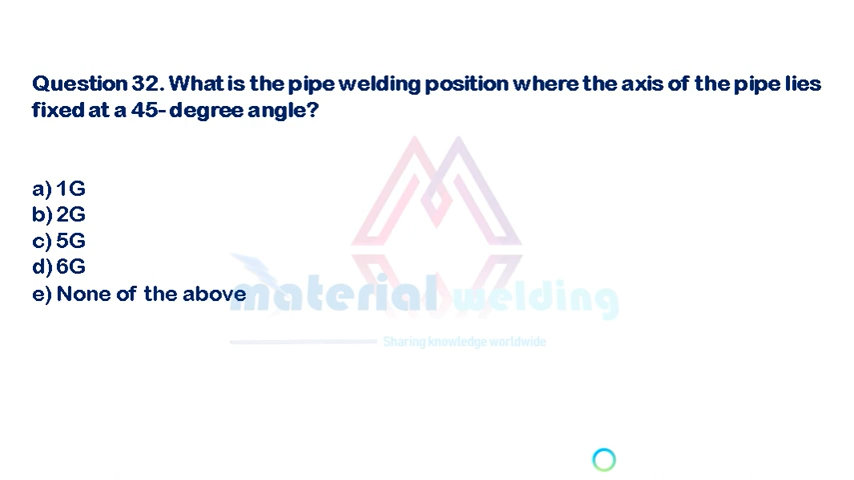 Question 32. What is the pipe welding position where the axis of the pipe lies
fixed at a 45- degree angle?
a) 1G
b) 2G
c) 5G
d) 6G
e) None of the above
material welding
Sharing knowledge worldwide